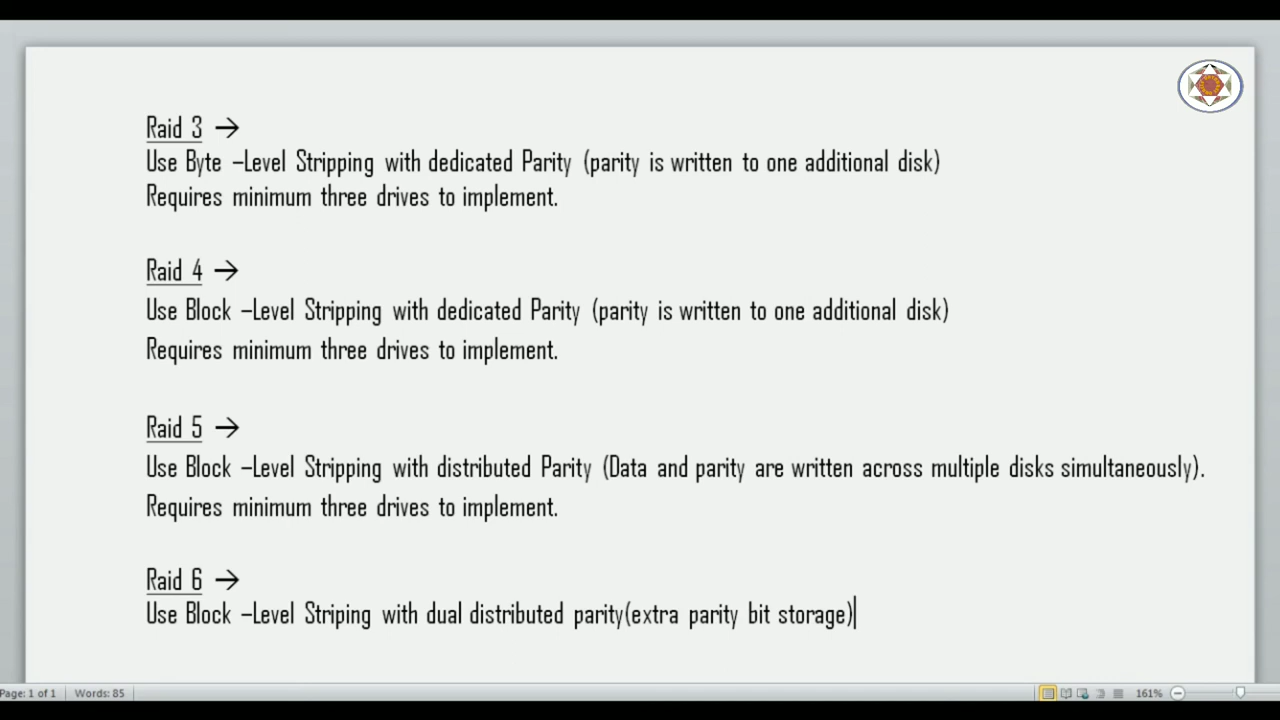 Raid 3 →
Use Byte –Level Stripping with dedicated Parity (parity is written to one additional disk)
Requires minimum three drives to implement.
Raid 4 →
Use Block –Level Stripping with dedicated Parity (parity is written to one additional disk)
Requires minimum three drives to implement.
Raid 5 →
Use Block –Level Stripping with distributed Parity (Data and parity are written across multiple disks simultaneously).
Requires minimum three drives to implement.
Raid 6 →
Use Block –Level Striping with dual distributed parity(extra parity bit storage)
Page: 1 of 1 Words: 85 161%